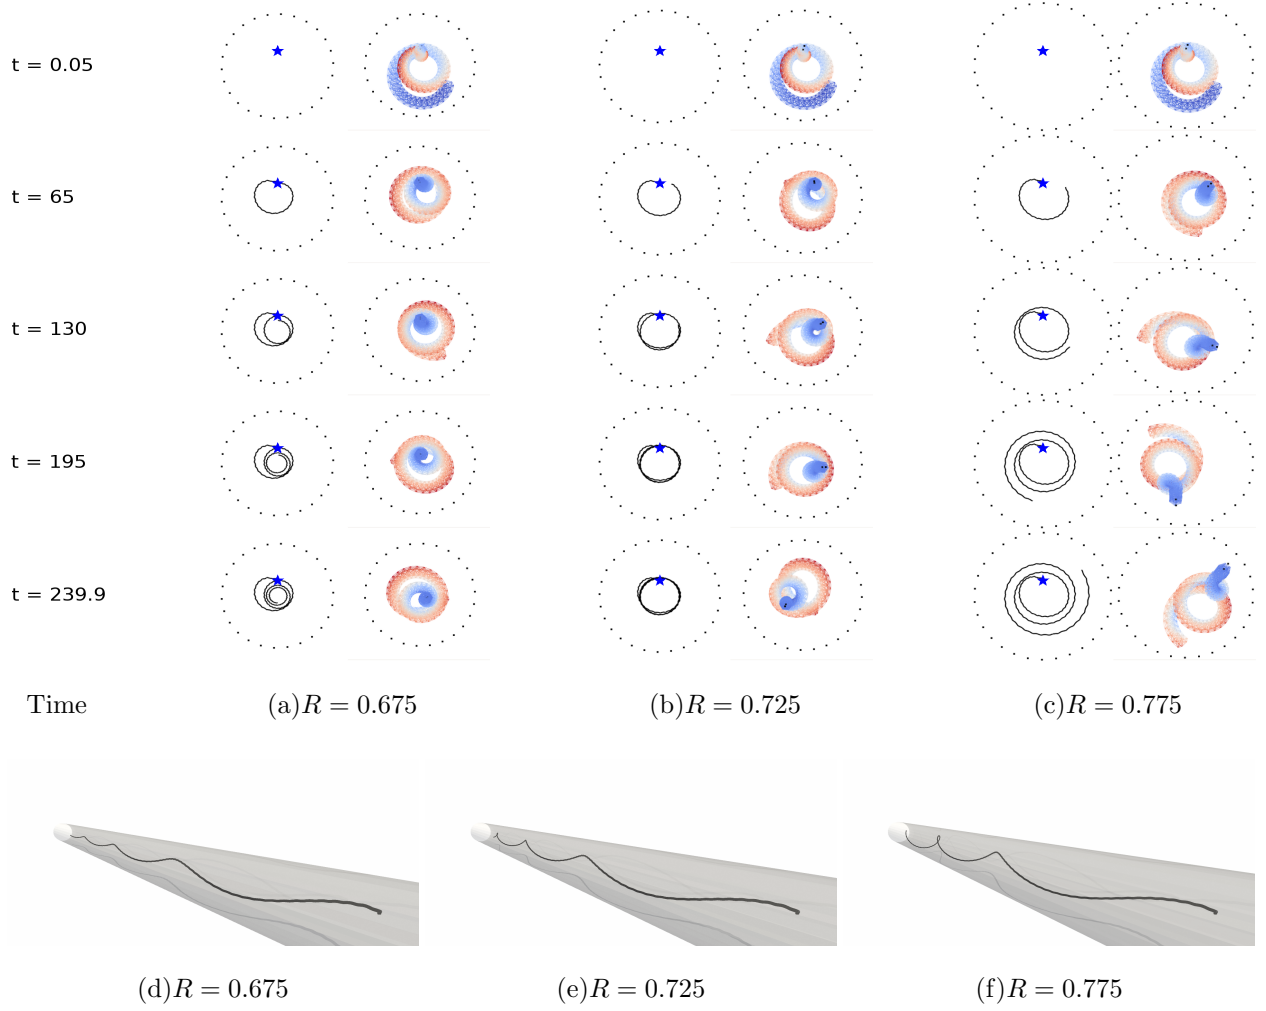 t = 0.05
t = 65
t = 130
t = 195
t = 239.9
Time (a)R = 0.675 (b)R = 0.725 (c)R = 0.775
(d)R = 0.675 (e)R = 0.725 (f)R = 0.775